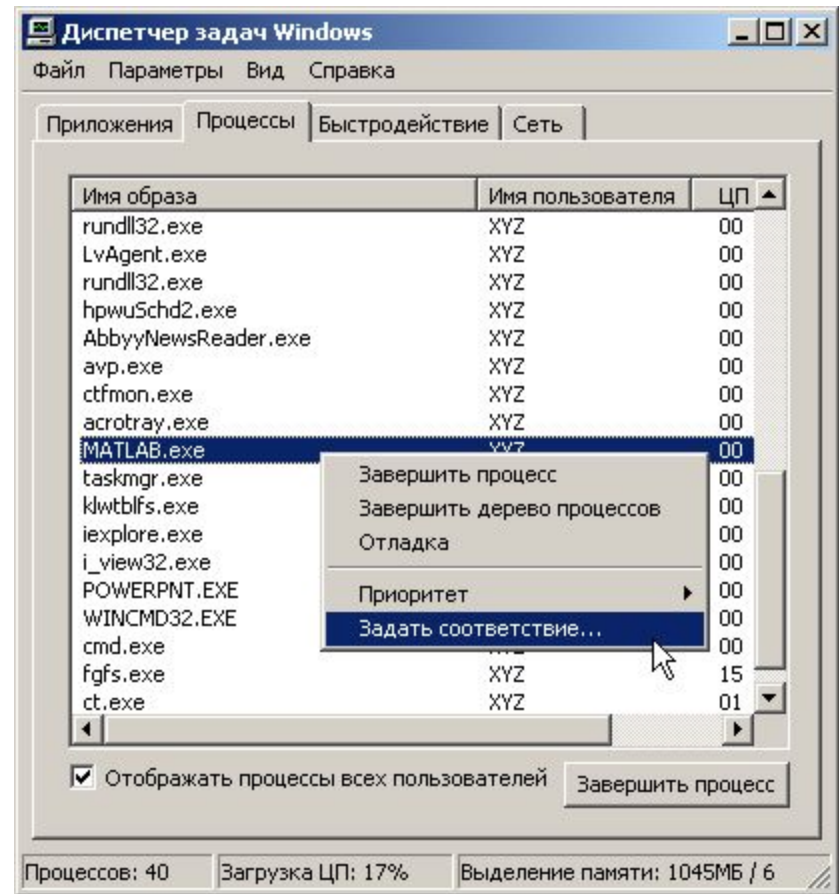 Диспетчер задач Windows
Файл Параметры Вид Справка
Приложения Процессы Быстродействие Сеть
Имя образа Имя пользователя ЦП
rundll32.exe XYZ 00
LvAgent.exe XYZ 00
rundll32.exe XYZ 00
hpwuSchd2.exe XYZ 00
AbbyyNewsReader.exe XYZ 00
avp.exe XYZ 00
ctfmon.exe XYZ 00
acrotray.exe XYZ 00
MATLAB.exe XYZ 00
taskmgr.exe 00
klwtblfs.exe 00
iexplore.exe 00
i_view32.exe 00
POWERPNT.EXE 00
WINCMD32.EXE 00
cmd.exe 00
fgfs.exe XYZ 15
ct.exe XYZ 01
Завершить процесс
Завершить дерево процессов
Отладка
Приоритет
Задать соответствие...
Отображать процессы всех пользователей Завершить процесс
Процессов: 40 Загрузка ЦП: 17% Выделение памяти: 1045МБ / 6